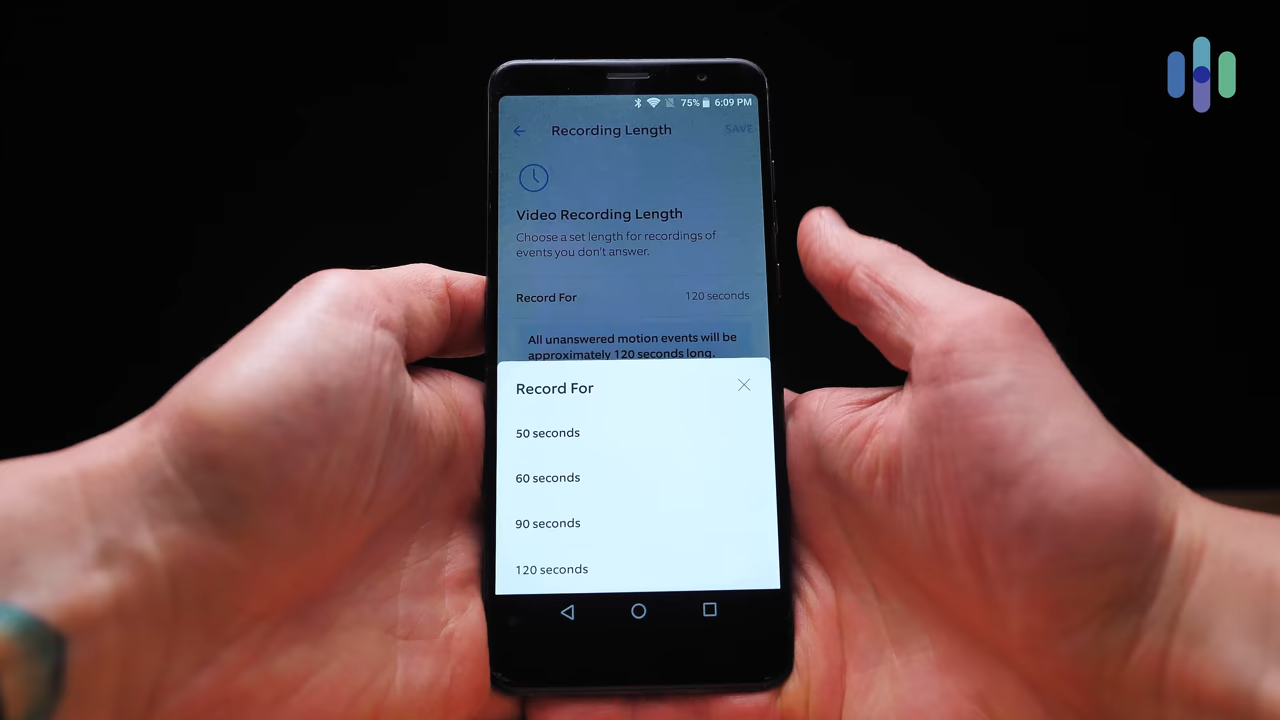 75% 6:09 PM
Recording Length SAVE
Video Recording Length
Choose a set length for recordings of
events you don't answer.
Record For 120 seconds
All unanswered motion events will be
approximately 120 seconds long.
Record For
50 seconds
60 seconds
90 seconds
120 seconds